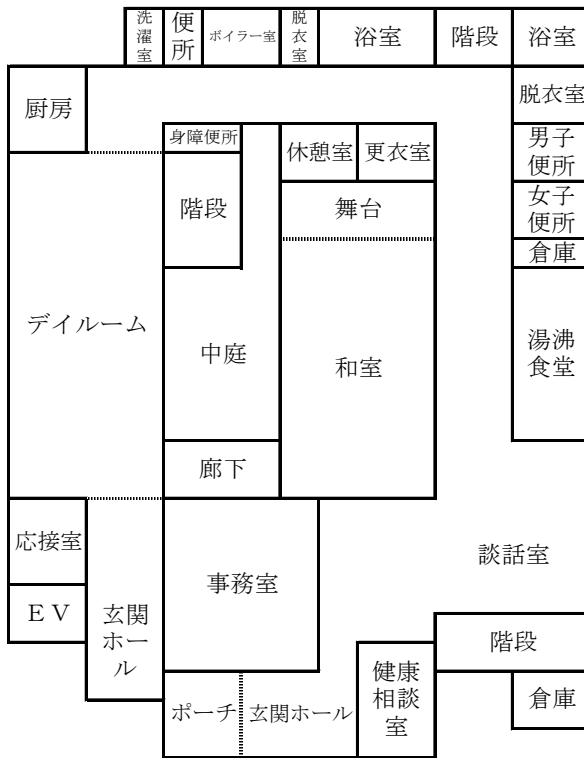 洗
濯
室
便
所
ボイラー室
脱
衣
室
浴室
階段
浴室
厨房
脱衣室
身障便所
休憩室
更衣室
男子
便所
階段
舞台
女子
便所
倉庫
デイルーム
中庭
和室
湯沸
食堂
廊下
応接室
事務室
談話室
ＥＶ
玄関
ホー
ル
階段
健康
相談
室
ポーチ
玄関ホール
倉庫